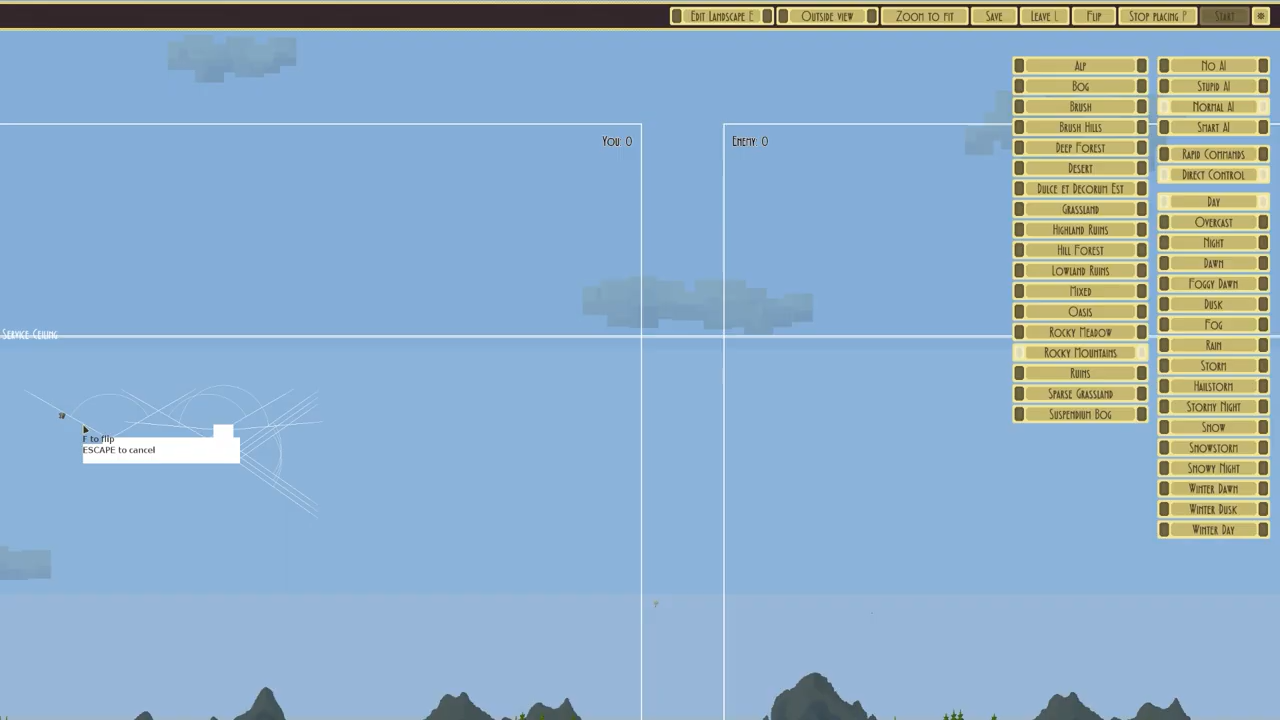 Edit Landscape E
Outside view
Zoom to fit
Save
Leave L
Flip
Stop placing P
Start
Alp
Bog
Brush
Brush Hills
Deep Forest
Desert
Dulce et Decorum Est
Grassland
Highland Ruins
Hill Forest
Lowland Ruins
Mixed
Oasis
Rocky Meadow
Rocky Mountains
Ruins
Sparse Grassland
Suspendium Bog
No AI
Stupid AI
Normal AI
Smart AI
Rapid Commands
Direct Control
Day
Overcast
Night
Dawn
Foggy Dawn
Dusk
Fog
Rain
Storm
Hailstorm
Stormy Night
Snow
Snowstorm
Snowy Night
Winter Dawn
Winter Dusk
Winter Day
You: 0
Enemy: 0
Service Ceiling
F to flip
ESCAPE to cancel